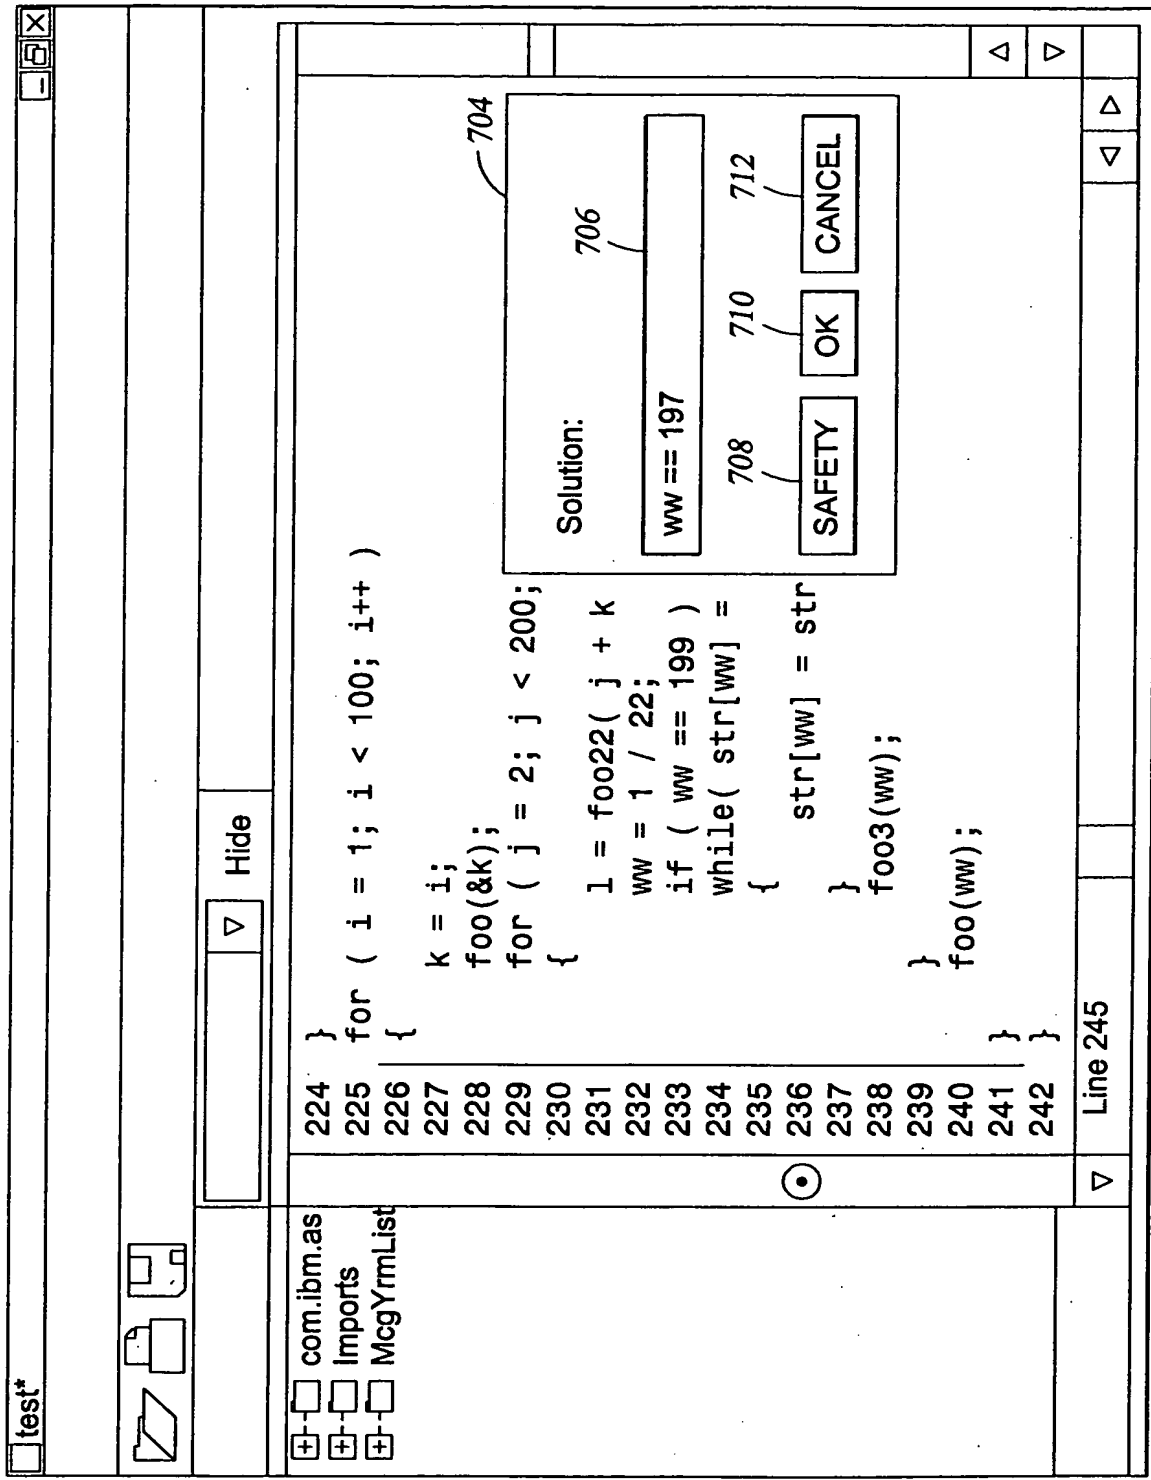 test*
Hide
com.ibm.as
Imports
McgYrmList
224 }
225 for ( i = 1; i < 100; i++ )
226 {
227 k = i;
228 foo(&k);
229 for ( j = 2; j < 200;
230 {
231 l = foo22( j + k
232 ww = 1 / 22;
233 if ( ww == 199 )
234 while( str[ww] =
235 {
236 str[ww] = str
237 }
238 foo3(ww);
239 }
240 foo(ww);
241 }
242 }
704
Solution:
706
ww == 197
708
710
712
SAFETY
OK
CANCEL
Line 245